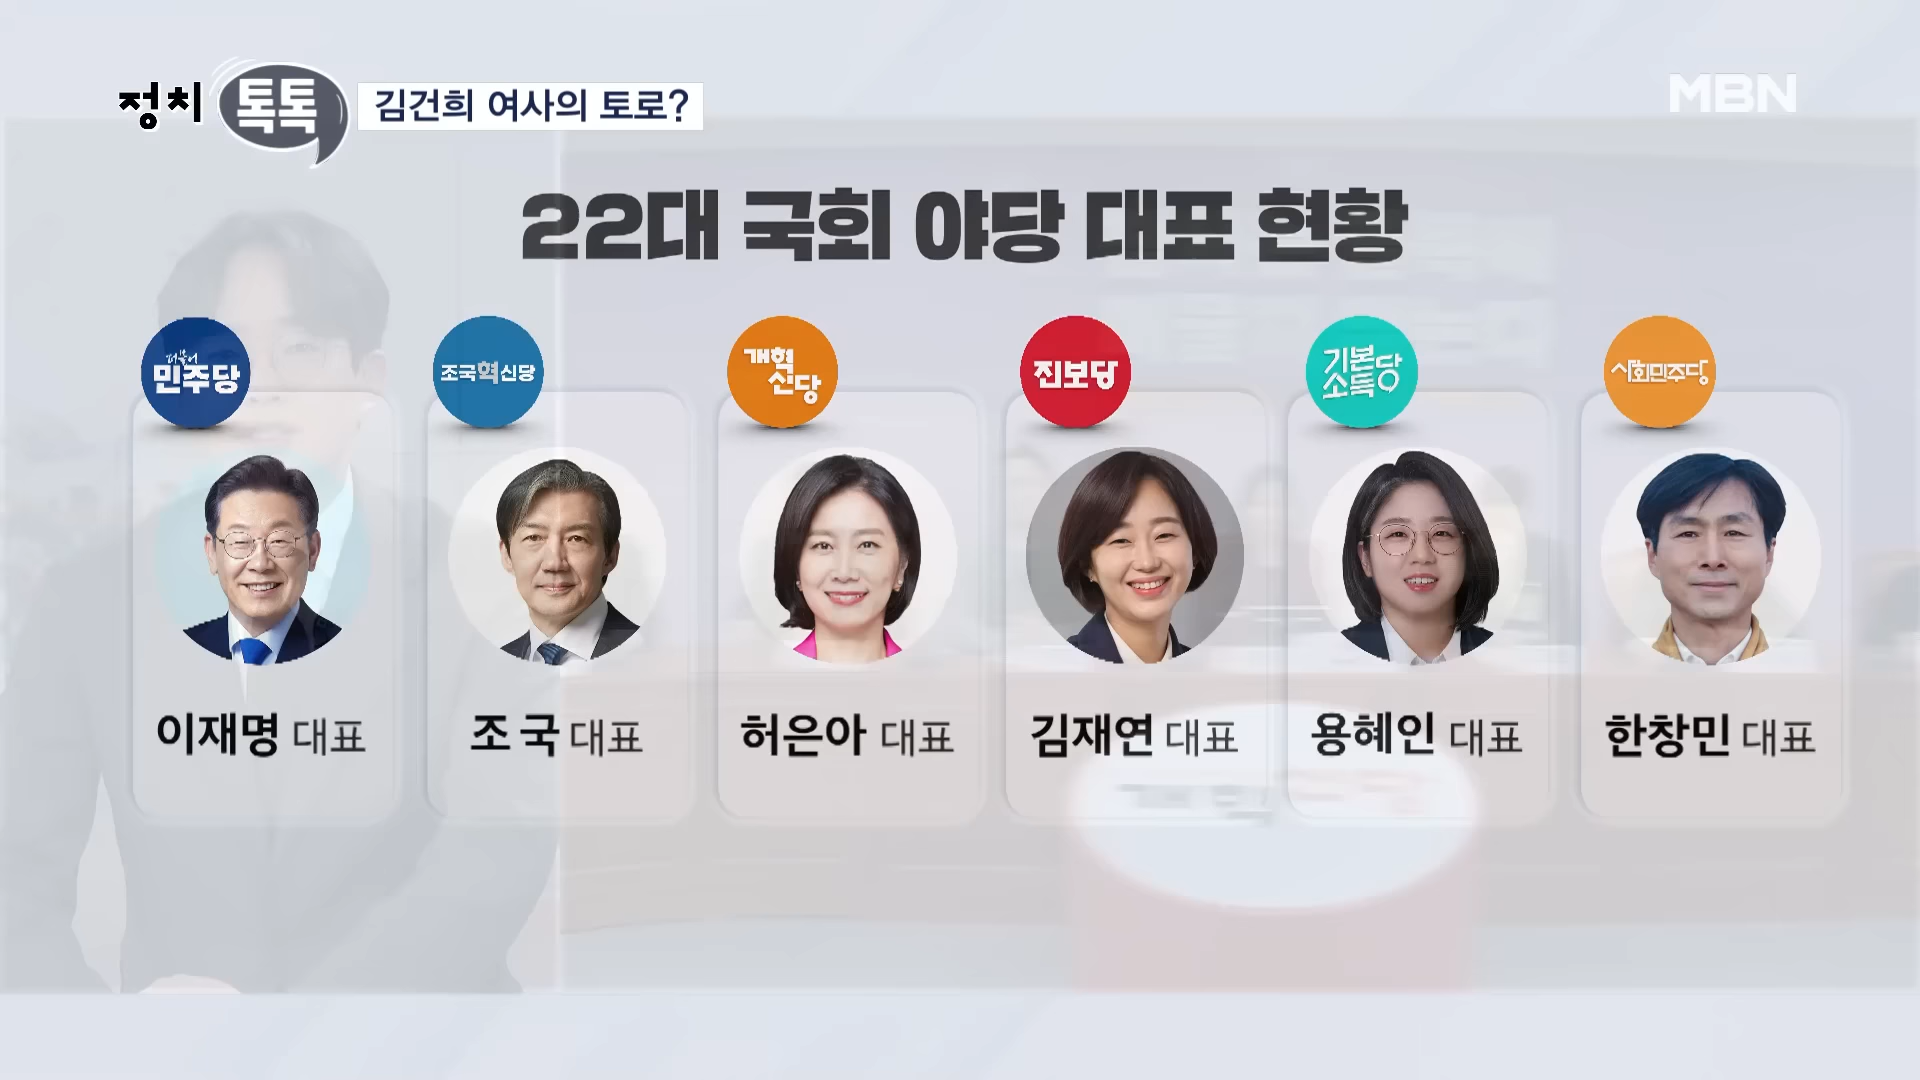 정치 톡톡 김건희 여사의 토로?
MBN
22대 국회 야당 대표 현황
더불어
민주당
조국혁신당
개혁
신당
진보당
기본
소득당
사회민주당
이재명 대표
조국 대표
허은아 대표
김재연 대표
용혜인 대표
한창민 대표